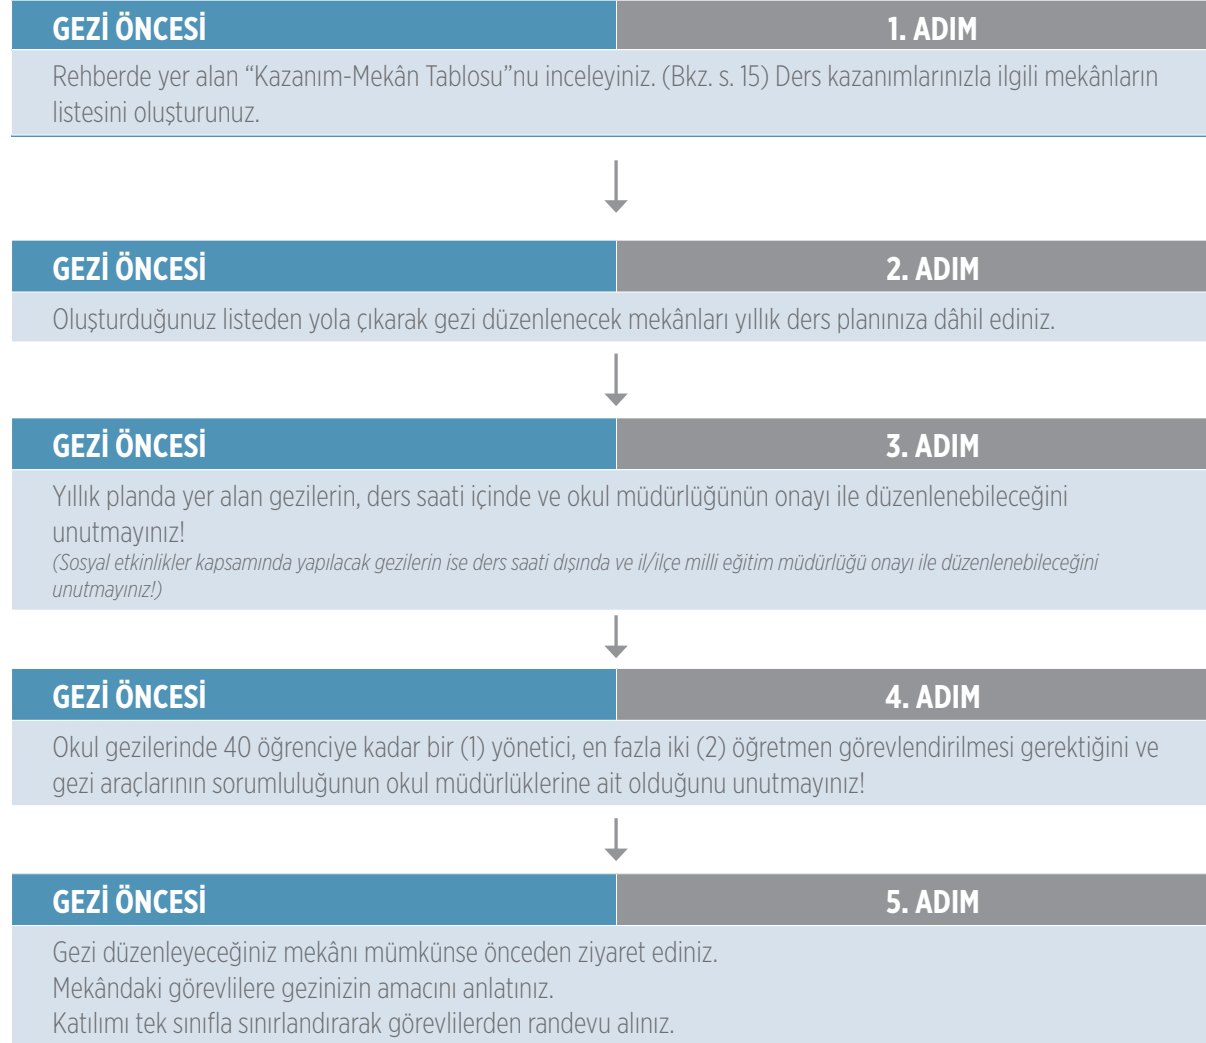 GEZİ ÖNCESİ 1. ADIM
Rehberde yer alan “Kazanım-Mekân Tablosu”nu inceleyiniz. (Bkz. s. 15) Ders kazanımlarınızla ilgili mekânların
listesini oluşturunuz.
GEZİ ÖNCESİ 2. ADIM
Oluşturduğunuz listeden yola çıkarak gezi düzenlenecek mekânları yıllık ders planınıza dâhil ediniz.
GEZİ ÖNCESİ 3. ADIM
Yıllık planda yer alan gezilerin, ders saati içinde ve okul müdürlüğünün onayı ile düzenlenebileceğini
unutmayınız!
(Sosyal etkinlikler kapsamında yapılacak gezilerin ise ders saati dışında ve il/ilçe milli eğitim müdürlüğü onayı ile düzenlenebileceğini
unutmayınız!)
GEZİ ÖNCESİ 4. ADIM
Okul gezilerinde 40 öğrenciye kadar bir (1) yönetici, en fazla iki (2) öğretmen görevlendirilmesi gerektiğini ve
gezi araçlarının sorumluluğunun okul müdürlüklerine ait olduğunu unutmayınız!
GEZİ ÖNCESİ 5. ADIM
Gezi düzenleyeceğiniz mekânı mümkünse önceden ziyaret ediniz.
Mekândaki görevlilere gezinizin amacını anlatınız.
Katılımı tek sınıfla sınırlandırarak görevlilerden randevu alınız.